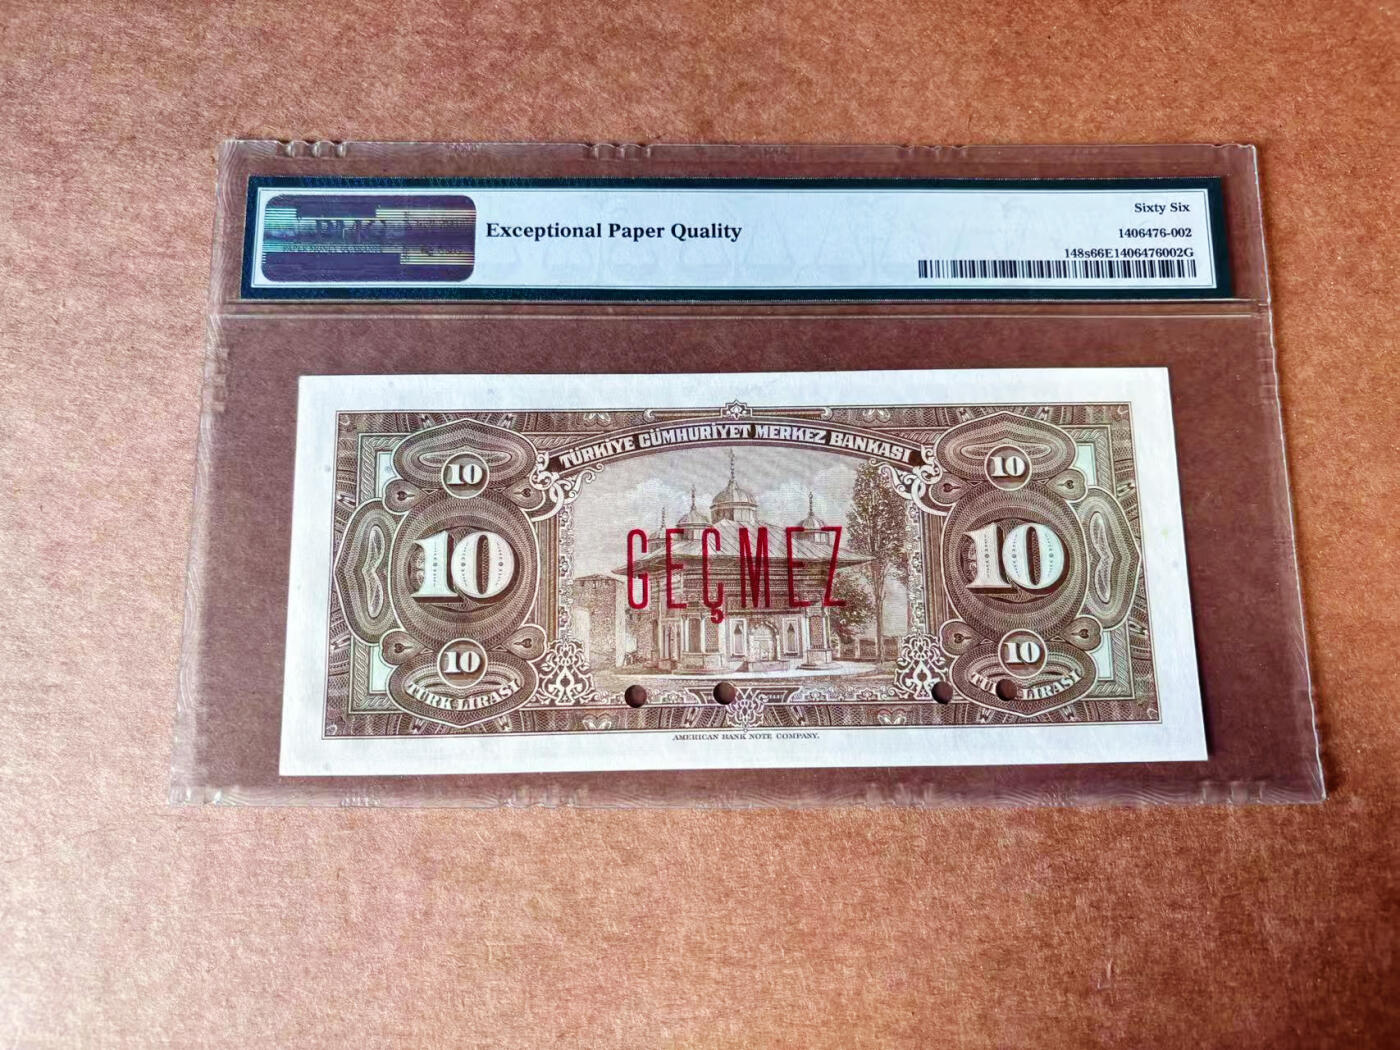 PMG
Exceptional Paper Quality
Sixty Six
1406476-002
148s66E1406476002G
TÜRKİYE CÜMHURİYET MERKEZ BANKASI
10
10
10
10
GEÇMEZ
10
10
TÜRK LİRASI
TÜRK LİRASI
AMERICAN BANK NOTE COMPANY.